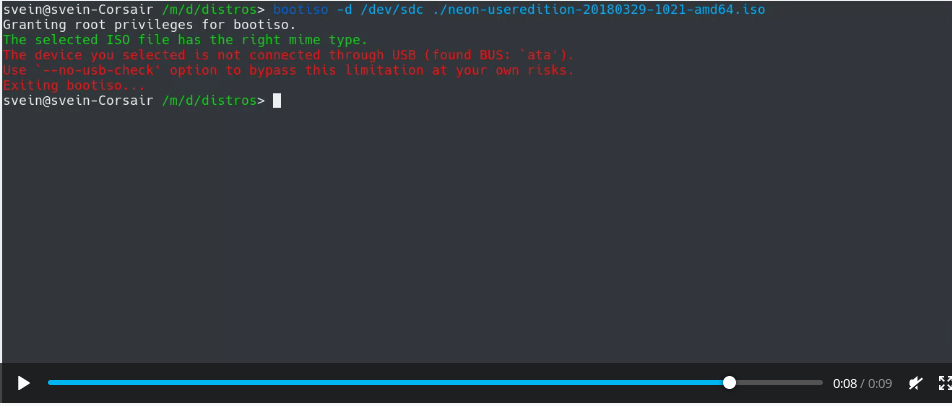 svein@svein-Corsair /m/d/distros> bootiso -d /dev/sdc ./neon-useredition-20180329-1021-amd64.iso
Granting root privileges for bootiso.
The selected ISO file has the right mime type.
The device you selected is not connected through USB (found BUS: `ata').
Use `--no-usb-check' option to bypass this limitation at your own risks.
Exiting bootiso...
svein@svein-Corsair /m/d/distros>
0:08 / 0:09